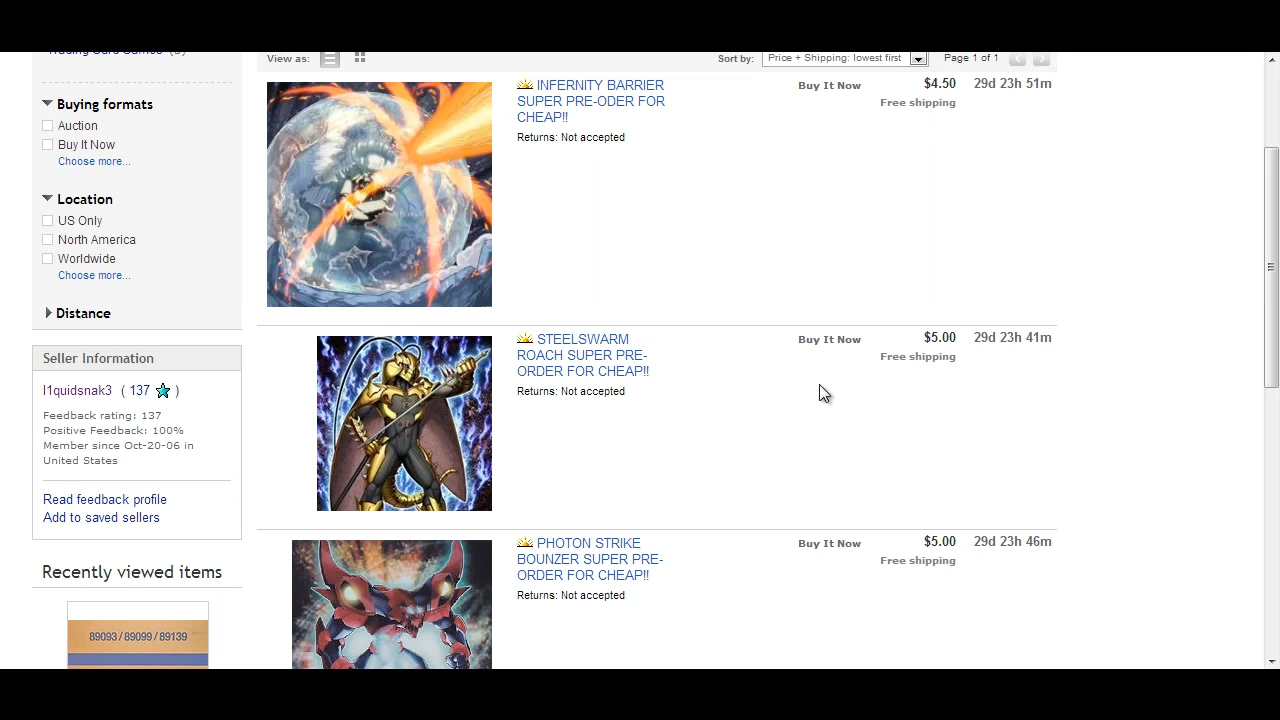 Trading Card Games (5)
View as:
Sort by: Price + Shipping: lowest first Page 1 of 1
Buying formats
Auction
Buy It Now
Choose more...
Location
US Only
North America
Worldwide
Choose more...
Distance
Seller Information
l1quidsnak3 ( 137 )
Feedback rating: 137
Positive Feedback: 100%
Member since Oct-20-06 in
United States
Read feedback profile
Add to saved sellers
Recently viewed items
89093/89099/89139
INFERNITY BARRIER
SUPER PRE-ODER FOR
CHEAP!!
Returns: Not accepted
Buy It Now $4.50 29d 23h 51m
Free shipping
STEELSWARM
ROACH SUPER PRE-
ORDER FOR CHEAP!!
Returns: Not accepted
Buy It Now $5.00 29d 23h 41m
Free shipping
PHOTON STRIKE
BOUNZER SUPER PRE-
ORDER FOR CHEAP!!
Returns: Not accepted
Buy It Now $5.00 29d 23h 46m
Free shipping